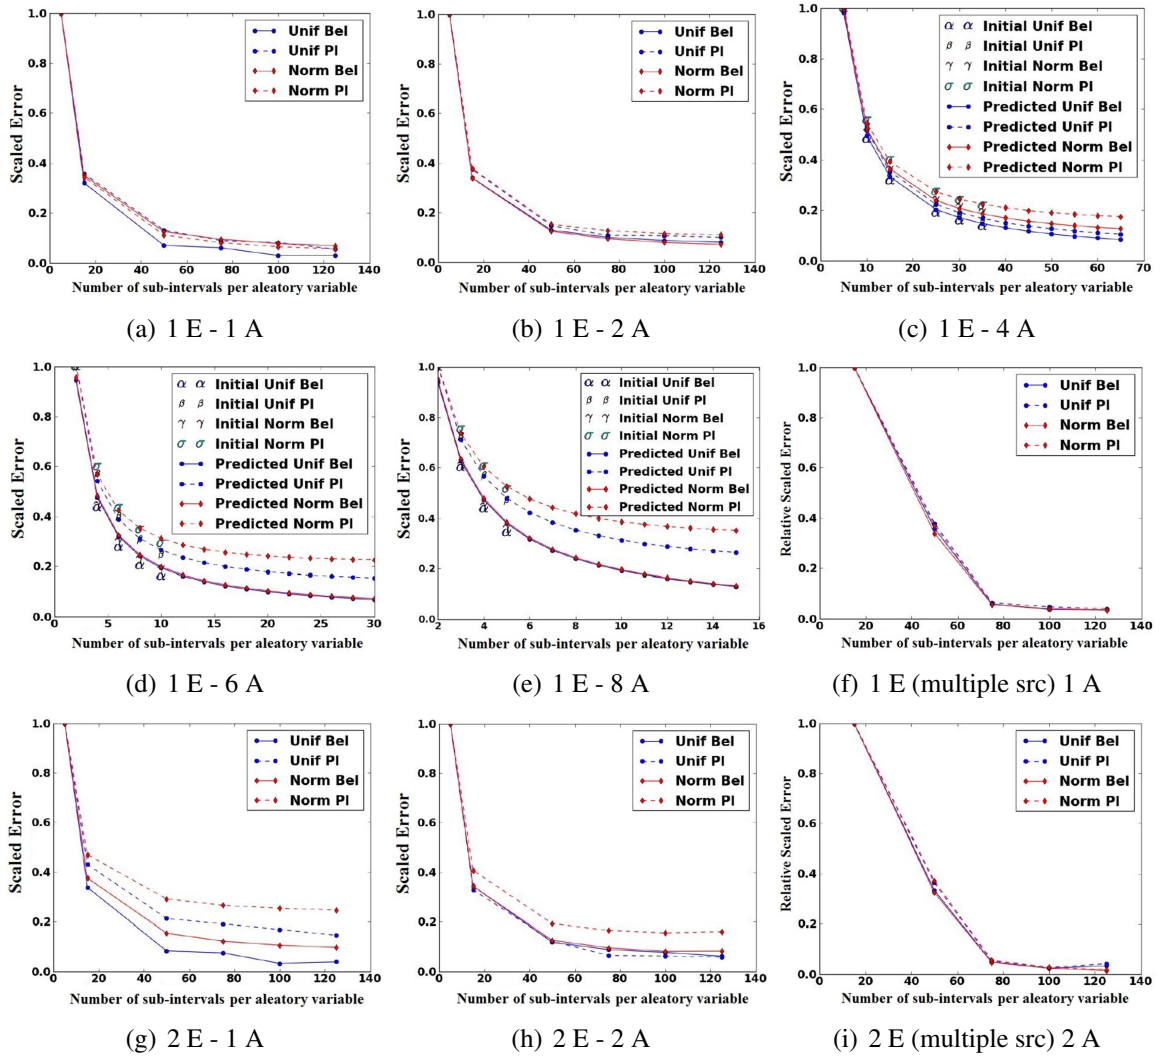 1.0
0.8
0.6
0.4
0.2
0.0
Scaled Error
Unif Bel
Unif Pl
Norm Bel
Norm Pl
0 20 40 60 80 100 120 140
Number of sub-intervals per aleatory variable
(a) 1 E - 1 A
1.0
0.8
0.6
0.4
0.2
0.0
Scaled Error
Unif Bel
Unif Pl
Norm Bel
Norm Pl
0 20 40 60 80 100 120 140
Number of sub-intervals per aleatory variable
(b) 1 E - 2 A
1.0
0.8
0.6
0.4
0.2
0.0
Scaled Error
α α Initial Unif Bel
β β Initial Unif Pl
γ γ Initial Norm Bel
σ σ Initial Norm Pl
Predicted Unif Bel
Predicted Unif Pl
Predicted Norm Bel
Predicted Norm Pl
0 10 20 30 40 50 60 70
Number of sub-intervals per aleatory variable
(c) 1 E - 4 A
1.0
0.8
0.6
0.4
0.2
0.0
Scaled Error
α α Initial Unif Bel
β β Initial Unif Pl
γ γ Initial Norm Bel
σ σ Initial Norm Pl
Predicted Unif Bel
Predicted Unif Pl
Predicted Norm Bel
Predicted Norm Pl
0 5 10 15 20 25 30
Number of sub-intervals per aleatory variable
(d) 1 E - 6 A
1.0
0.8
0.6
0.4
0.2
0.0
Scaled Error
α α Initial Unif Bel
β β Initial Unif Pl
γ γ Initial Norm Bel
σ σ Initial Norm Pl
Predicted Unif Bel
Predicted Unif Pl
Predicted Norm Bel
Predicted Norm Pl
2 4 6 8 10 12 14 16
Number of sub-intervals per aleatory variable
(e) 1 E - 8 A
1.0
0.8
0.6
0.4
0.2
0.0
Relative Scaled Error
Unif Bel
Unif Pl
Norm Bel
Norm Pl
0 20 40 60 80 100 120 140
Number of sub-intervals per aleatory variable
(f) 1 E (multiple src) 1 A
1.0
0.8
0.6
0.4
0.2
0.0
Scaled Error
Unif Bel
Unif Pl
Norm Bel
Norm Pl
0 20 40 60 80 100 120 140
Number of sub-intervals per aleatory variable
(g) 2 E - 1 A
1.0
0.8
0.6
0.4
0.2
0.0
Scaled Error
Unif Bel
Unif Pl
Norm Bel
Norm Pl
0 20 40 60 80 100 120 140
Number of sub-intervals per aleatory variable
(h) 2 E - 2 A
1.0
0.8
0.6
0.4
0.2
0.0
Relative Scaled Error
Unif Bel
Unif Pl
Norm Bel
Norm Pl
0 20 40 60 80 100 120 140
Number of sub-intervals per aleatory variable
(i) 2 E (multiple src) 2 A